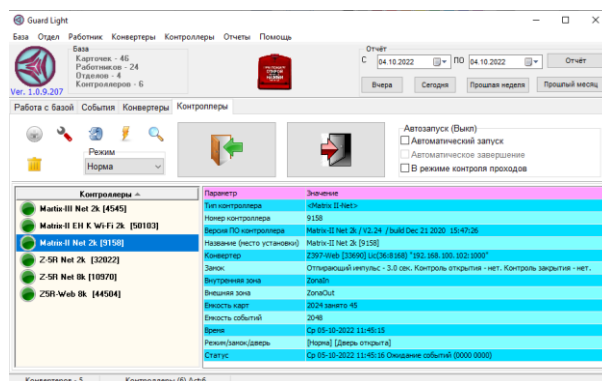 Guard Light
База Отдел Работник Конвертеры Контроллеры Отчеты Помощь
Ver. 1.0.9.207
База
Карточек - 46
Работников - 24
Отделов - 4
Контроллеров - 6
Отчёт
С 04.10.2022 ПО 04.10.2022 Отчёт
Вчера Сегодня Прошлая неделя Прошлый месяц
Работа с базой События Конвертеры Контроллеры
Режим
Норма
Автозапуск (Выкл)
Автоматический запуск
Автоматическое завершение
В режиме контроля проходов
Контроллеры
Matrix-III Net 2k [4545]
Matrix-II EH K Wi-Fi 2k [50103]
Matrix-II Net 2k [9158]
Z-5R Net 2k [32022]
Z-5R Net 8k [10970]
Z5R-Web 8k [44504]
Параметр Значение
Тип контроллера <Matrix II-Net>
Номер контроллера 9158
Версия ПО контроллера Matrix-II Net 2k / V2.24 / build Dec 21 2020 15:47:26
Название (место установки) Matrix-II Net 2k [9158]
Конвертер Z397-Web [33690] Lic(36:8168) "192.168.100.102:1000"
Замок Отпирающий импульс - 3.0 сек. Контроль открытия - нет. Контроль закрытия - нет.
Внутренняя зона ZonaIn
Внешняя зона ZonaOut
Емкость карт 2024 занято 45
Емкость событий 2048
Время Ср 05-10-2022 11:45:15
Режим/замок/дверь [Норма] [Дверь открыта]
Статус Ср 05-10-2022 11:45:16 Ожидание событий (0000 0000)
Конвертеров - 5